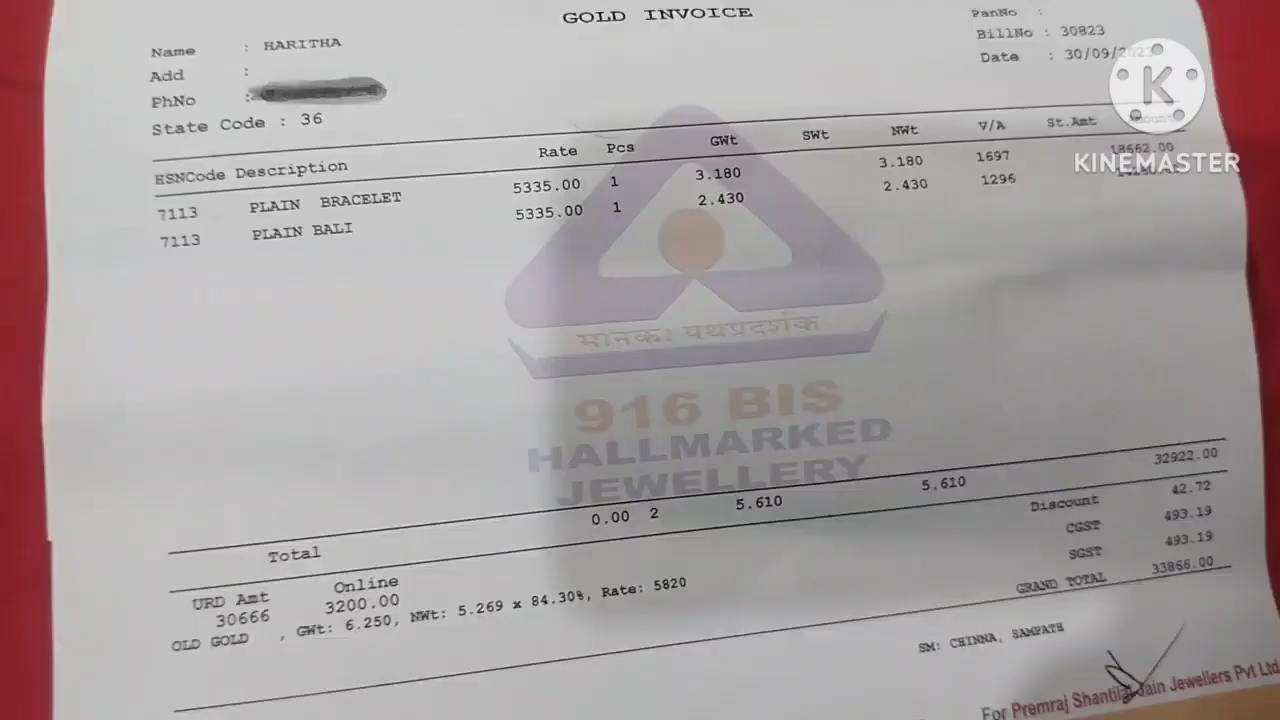 GOLD INVOICE
PanNo :
Name : HARITHA
BillNo : 30823
Add :
Date : 30/09/2023
PhNo :
State Code : 36
HSNCode Description Rate Pcs GWt SWt NWt V/A St.Amt Amount
7113 PLAIN BRACELET 5335.00 1 3.180 3.180 1697 18662.00
7113 PLAIN BALI 5335.00 1 2.430 2.430 1296
K
KINEMASTER
मानकः पथप्रदर्शक
916 BIS
HALLMARKED
JEWELLERY
Total 0.00 2 5.610 5.610 32922.00
Discount 42.72
CGST 493.19
SGST 493.19
GRAND TOTAL 33866.00
URD Amt Online
30666 3200.00
OLD GOLD , GWt: 6.250, NWt: 5.269 x 84.30%, Rate: 5820
SM: CHINNA, SAMPATH
For Premraj Shantilal Jain Jewellers Pvt Ltd